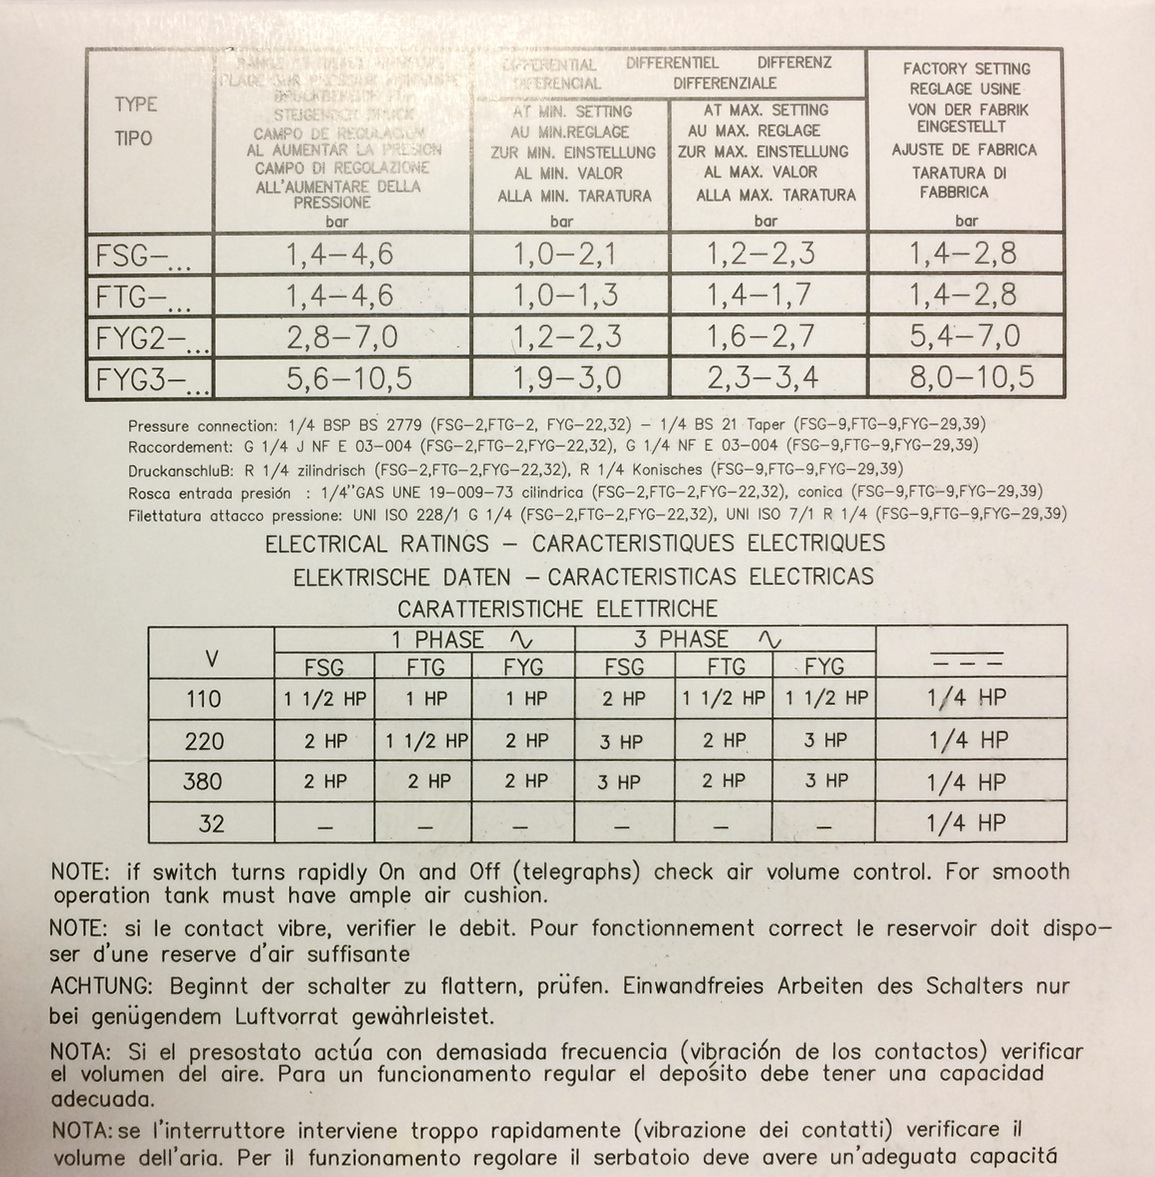 TYPE
TIPO
STEIGENDEM DRUCK
CAMPO DE REGULACION
AL AUMENTAR LA PRESION
CAMPO DI REGOLAZIONE
ALL'AUMENTARE DELLA
PRESSIONE
bar
DIFFERENTIAL DIFFERENTIEL DIFFERENZ
DIFERENCIAL DIFFERENZIALE
AT MIN. SETTING
AU MIN.REGLAGE
ZUR MIN. EINSTELLUNG
AL MIN. VALOR
ALLA MIN. TARATURA
bar
AT MAX. SETTING
AU MAX. REGLAGE
ZUR MAX. EINSTELLUNG
AL MAX. VALOR
ALLA MAX. TARATURA
bar
FACTORY SETTING
REGLAGE USINE
VON DER FABRIK
EINGESTELLT
AJUSTE DE FABRICA
TARATURA DI
FABBRICA
bar
FSG-... 1,4-4,6 1,0-2,1 1,2-2,3 1,4-2,8
FTG-... 1,4-4,6 1,0-1,3 1,4-1,7 1,4-2,8
FYG2-... 2,8-7,0 1,2-2,3 1,6-2,7 5,4-7,0
FYG3-... 5,6-10,5 1,9-3,0 2,3-3,4 8,0-10,5
Pressure connection: 1/4 BSP BS 2779 (FSG-2,FTG-2, FYG-22,32) - 1/4 BS 21 Taper (FSG-9,FTG-9,FYG-29,39)
Raccordement: G 1/4 J NF E 03-004 (FSG-2,FTG-2,FYG-22,32), G 1/4 NF E 03-004 (FSG-9,FTG-9,FYG-29,39)
Druckanschluß: R 1/4 zilindrisch (FSG-2,FTG-2,FYG-22,32), R 1/4 Konisches (FSG-9,FTG-9,FYG-29,39)
Rosca entrada presión : 1/4"GAS UNE 19-009-73 cilindrica (FSG-2,FTG-2,FYG-22,32), conica (FSG-9,FTG-9,FYG-29,39)
Filettatura attacco pressione: UNI ISO 228/1 G 1/4 (FSG-2,FTG-2,FYG-22,32), UNI ISO 7/1 R 1/4 (FSG-9,FTG-9,FYG-29,39)
ELECTRICAL RATINGS - CARACTERISTIQUES ELECTRIQUES
ELEKTRISCHE DATEN - CARACTERISTICAS ELECTRICAS
CARATTERISTICHE ELETTRICHE
V 1 PHASE ∿ 3 PHASE ∿
FSG FTG FYG FSG FTG FYG
110 1 1/2 HP 1 HP 1 HP 2 HP 1 1/2 HP 1 1/2 HP 1/4 HP
220 2 HP 1 1/2 HP 2 HP 3 HP 2 HP 3 HP 1/4 HP
380 2 HP 2 HP 2 HP 3 HP 2 HP 3 HP 1/4 HP
32 - - - - - - 1/4 HP
NOTE: if switch turns rapidly On and Off (telegraphs) check air volume control. For smooth
operation tank must have ample air cushion.
NOTE: si le contact vibre, verifier le debit. Pour fonctionnement correct le reservoir doit dispo-
ser d'une reserve d'air suffisante
ACHTUNG: Beginnt der schalter zu flattern, prüfen. Einwandfreies Arbeiten des Schalters nur
bei genügendem Luftvorrat gewährleistet.
NOTA: Si el presostato actúa con demasiada frecuencia (vibración de los contactos) verificar
el volumen del aire. Para un funcionamento regular el depósito debe tener una capacidad
adecuada.
NOTA: se l'interruttore interviene troppo rapidamente (vibrazione dei contatti) verificare il
volume dell'aria. Per il funzionamento regolare il serbatoio deve avere un'adeguata capacitá